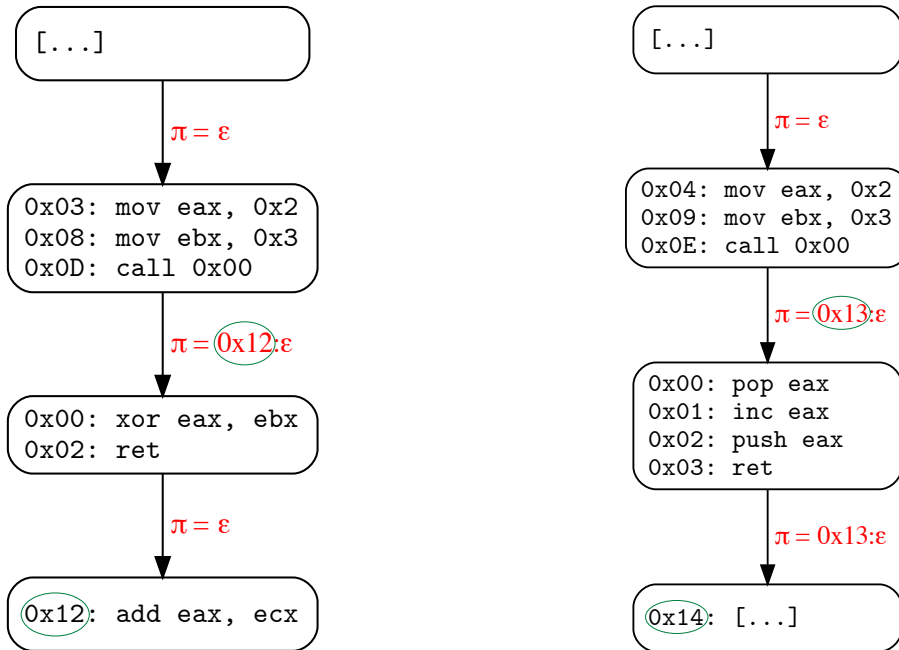 [...]
π = ε
0x03: mov eax, 0x2
0x08: mov ebx, 0x3
0x0D: call 0x00
π = 0x12:ε
0x00: xor eax, ebx
0x02: ret
π = ε
0x12: add eax, ecx
[...]
π = ε
0x04: mov eax, 0x2
0x09: mov ebx, 0x3
0x0E: call 0x00
π = 0x13:ε
0x00: pop eax
0x01: inc eax
0x02: push eax
0x03: ret
π = 0x13:ε
0x14: [...]